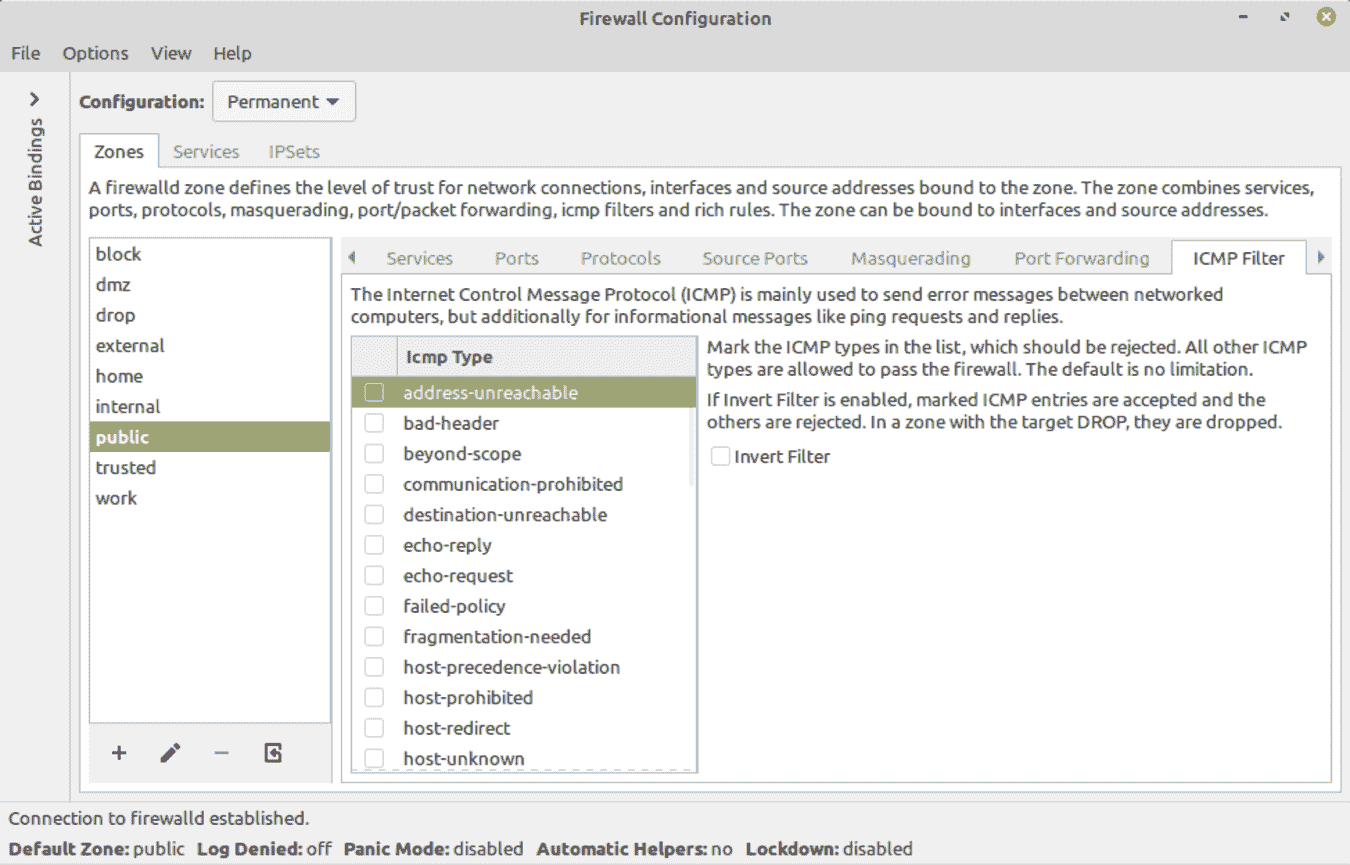 Firewall Configuration
File Options View Help
Active Bindings
Configuration: Permanent
Zones Services IPSets
A firewalld zone defines the level of trust for network connections, interfaces and source addresses bound to the zone. The zone combines services,
ports, protocols, masquerading, port/packet forwarding, icmp filters and rich rules. The zone can be bound to interfaces and source addresses.
block
dmz
drop
external
home
internal
public
trusted
work
Services Ports Protocols Source Ports Masquerading Port Forwarding ICMP Filter
The Internet Control Message Protocol (ICMP) is mainly used to send error messages between networked
computers, but additionally for informational messages like ping requests and replies.
Icmp Type
address-unreachable
bad-header
beyond-scope
communication-prohibited
destination-unreachable
echo-reply
echo-request
failed-policy
fragmentation-needed
host-precedence-violation
host-prohibited
host-redirect
host-unknown
Mark the ICMP types in the list, which should be rejected. All other ICMP
types are allowed to pass the firewall. The default is no limitation.
If Invert Filter is enabled, marked ICMP entries are accepted and the
others are rejected. In a zone with the target DROP, they are dropped.
Invert Filter
Connection to firewalld established.
Default Zone: public Log Denied: off Panic Mode: disabled Automatic Helpers: no Lockdown: disabled